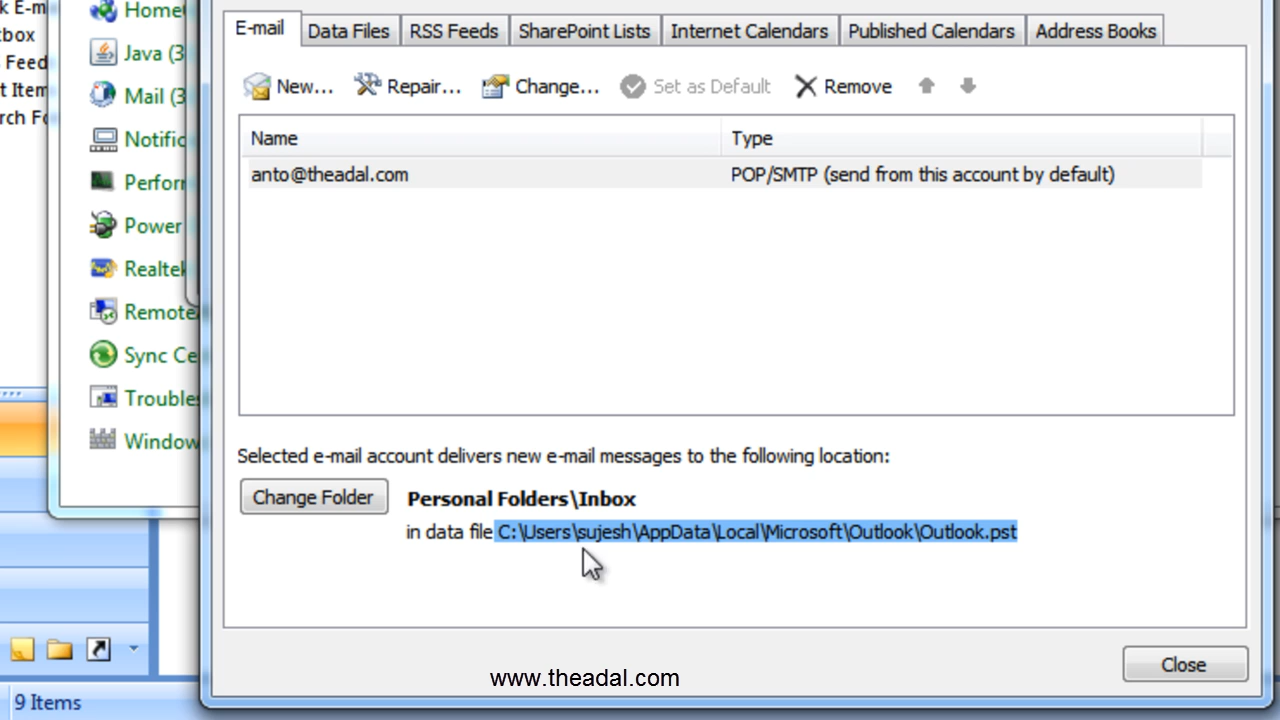 k E-m
box
Feed
t Item
rch Fo
Home
Java (3
Mail (3
Notific
Perforr
Power
Realtek
Remote
Sync Ce
Troubles
Window
9 Items
E-mail Data Files RSS Feeds SharePoint Lists Internet Calendars Published Calendars Address Books
New... Repair... Change... Set as Default Remove
Name Type
anto@theadal.com POP/SMTP (send from this account by default)
Selected e-mail account delivers new e-mail messages to the following location:
Change Folder Personal Folders\Inbox
in data file C:\Users\sujesh\AppData\Local\Microsoft\Outlook\Outlook.pst
Close
www.theadal.com